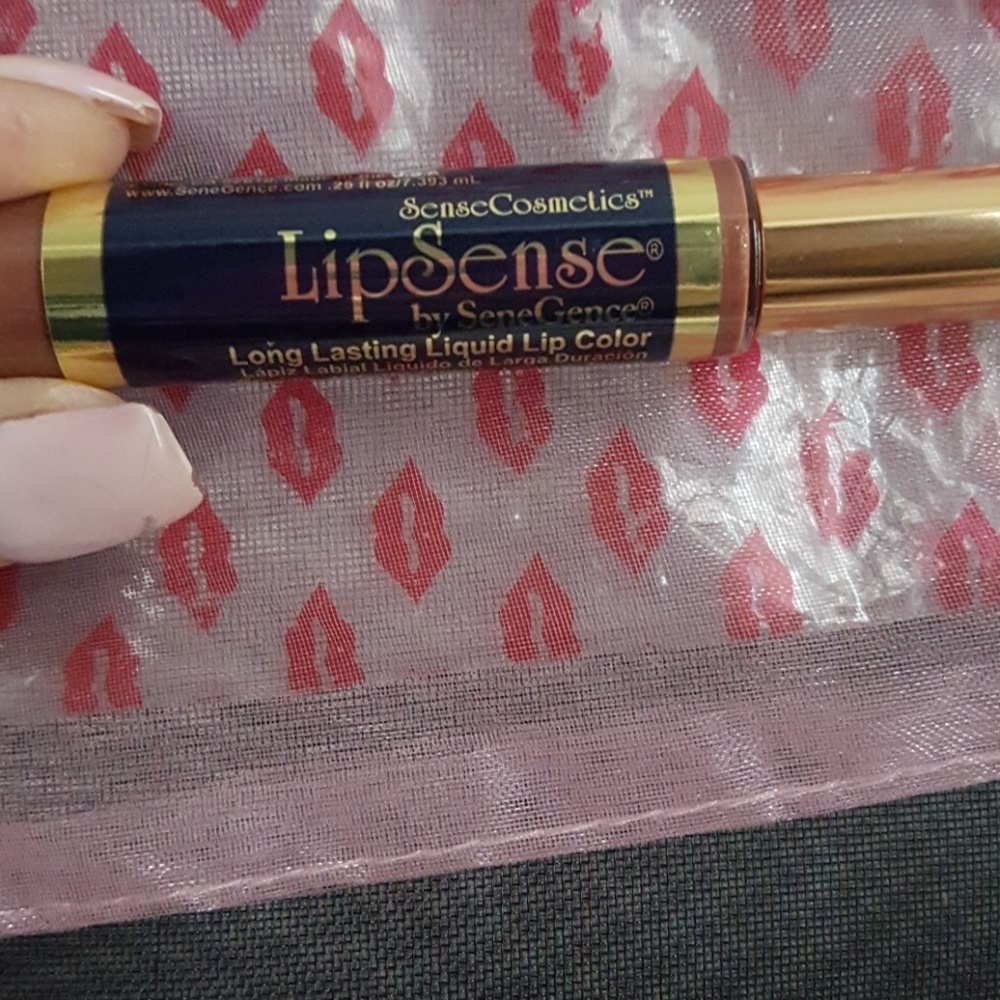 www.SeneGence.com .25 fl oz/7.393 mL
SenseCosmetics™
LipSense®
by SeneGence®
Long Lasting Liquid Lip Color
Lápiz Labial Líquido de Larga Duración